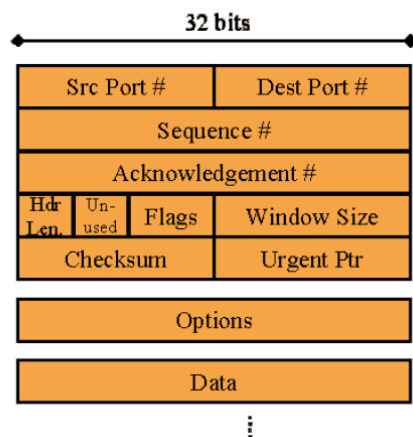 32 bits
Src Port # Dest Port #
Sequence #
Acknowledgement #
Hdr Len. Un-used Flags Window Size
Checksum Urgent Ptr
Options
Data